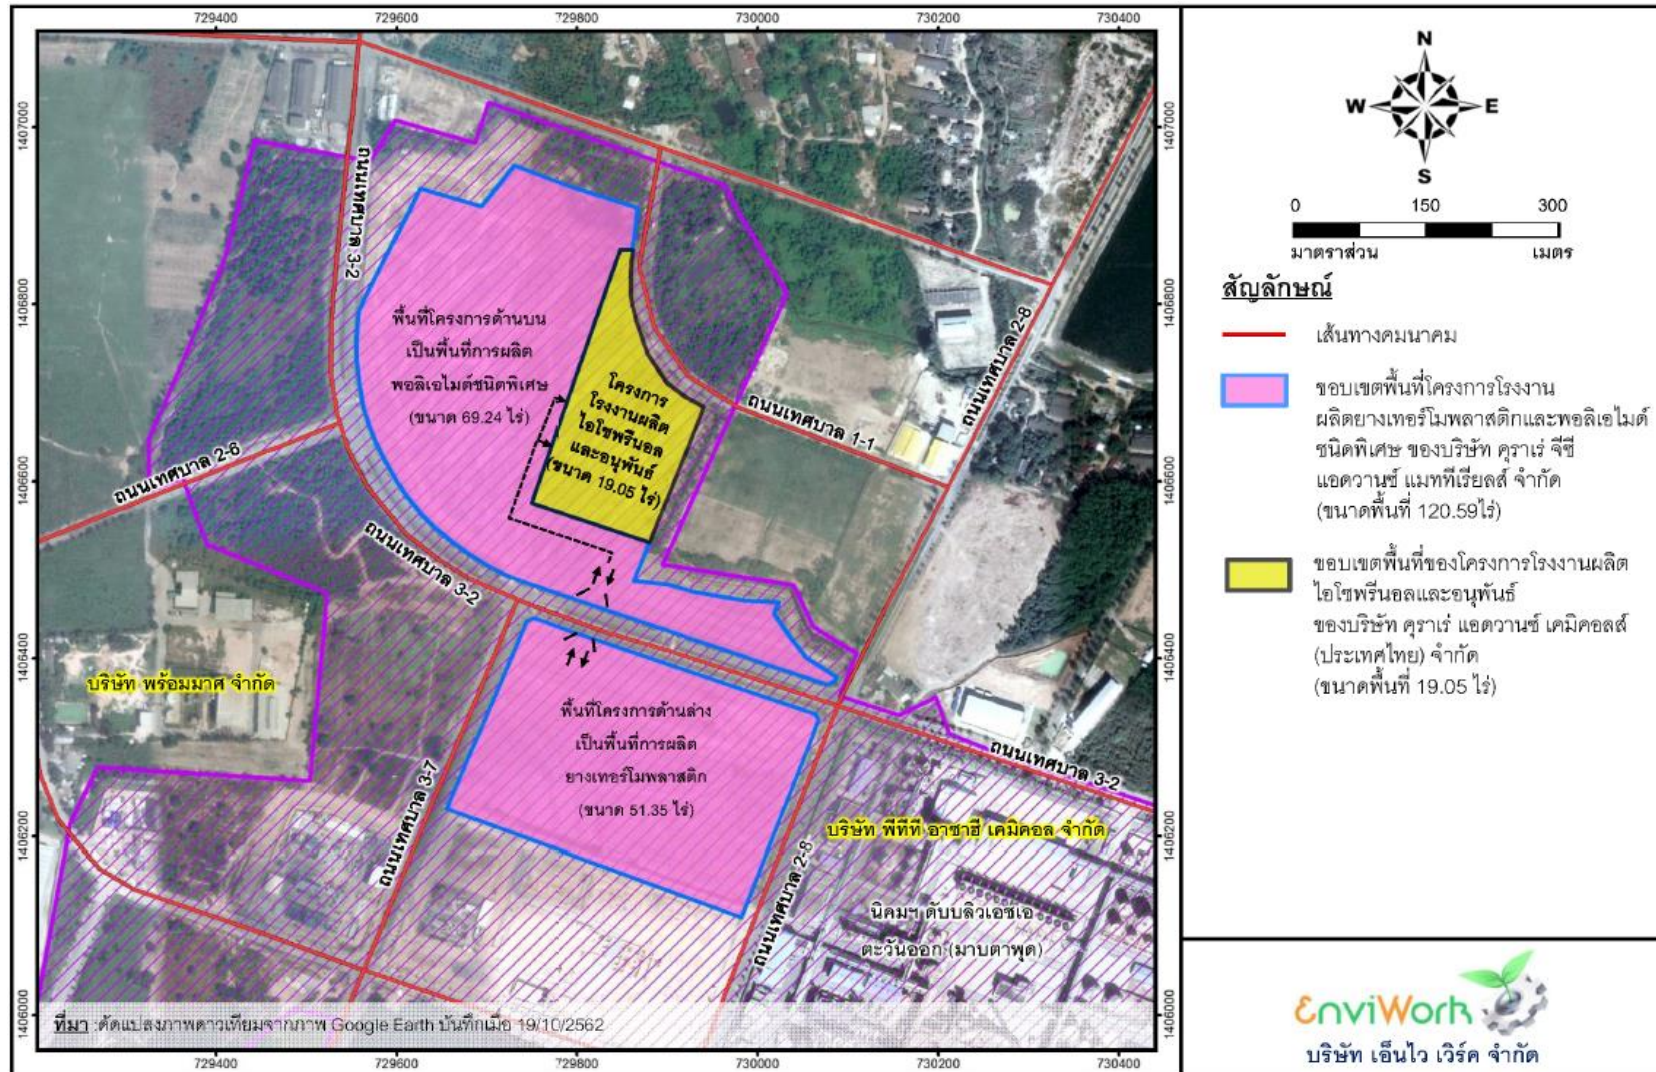 729400 729600 729800 730000 730200 730400
1407000 1407000
1406800 1406800
1406600 1406600
1406400 1406400
1406200 1406200
1406000 1406000
ถนนเทศบาล 3-2
พื้นที่โครงการด้านบน
เป็นพื้นที่การผลิต
พอลิเอไมด์ชนิดพิเศษ
(ขนาด 69.24 ไร่)
โครงการ
โรงงานผลิต
ไอโซพรีนอล
และอนุพันธ์
(ขนาด 19.05 ไร่)
ถนนเทศบาล 2-8
ถนนเทศบาล 1-1
ถนนเทศบาล 2-6
ถนนเทศบาล 3-2
บริษัท พร้อมมาศ จำกัด
พื้นที่โครงการด้านล่าง
เป็นพื้นที่การผลิต
ยางเทอร์โมพลาสติก
(ขนาด 51.35 ไร่)
ถนนเทศบาล 3-7
ถนนเทศบาล 3-2
บริษัท พีทีที อาซาฮี เคมิคอล จำกัด
ถนนเทศบาล 2-8
นิคมฯ ดับบลิวเอชเอ
ตะวันออก (มาบตาพุด)
ที่มา :ดัดแปลงภาพดาวเทียมจากภาพ Google Earth บันทึกเมื่อ 19/10/2562
729400 729600 729800 730000 730200 730400
N
W E
S
0 150 300
มาตราส่วน เมตร
สัญลักษณ์
เส้นทางคมนาคม
ขอบเขตพื้นที่โครงการโรงงาน
ผลิตยางเทอร์โมพลาสติกและพอลิเอไมด์
ชนิดพิเศษ ของบริษัท คุราเร่ จีซี
แอดวานซ์ แมททีเรียลส์ จำกัด
(ขนาดพื้นที่ 120.59ไร่)
ขอบเขตพื้นที่ของโครงการโรงงานผลิต
ไอโซพรีนอลและอนุพันธ์
ของบริษัท คุราเร่ แอดวานซ์ เคมิคอลส์
(ประเทศไทย) จำกัด
(ขนาดพื้นที่ 19.05 ไร่)
EnviWork
บริษัท เอ็นไว เวิร์ค จำกัด